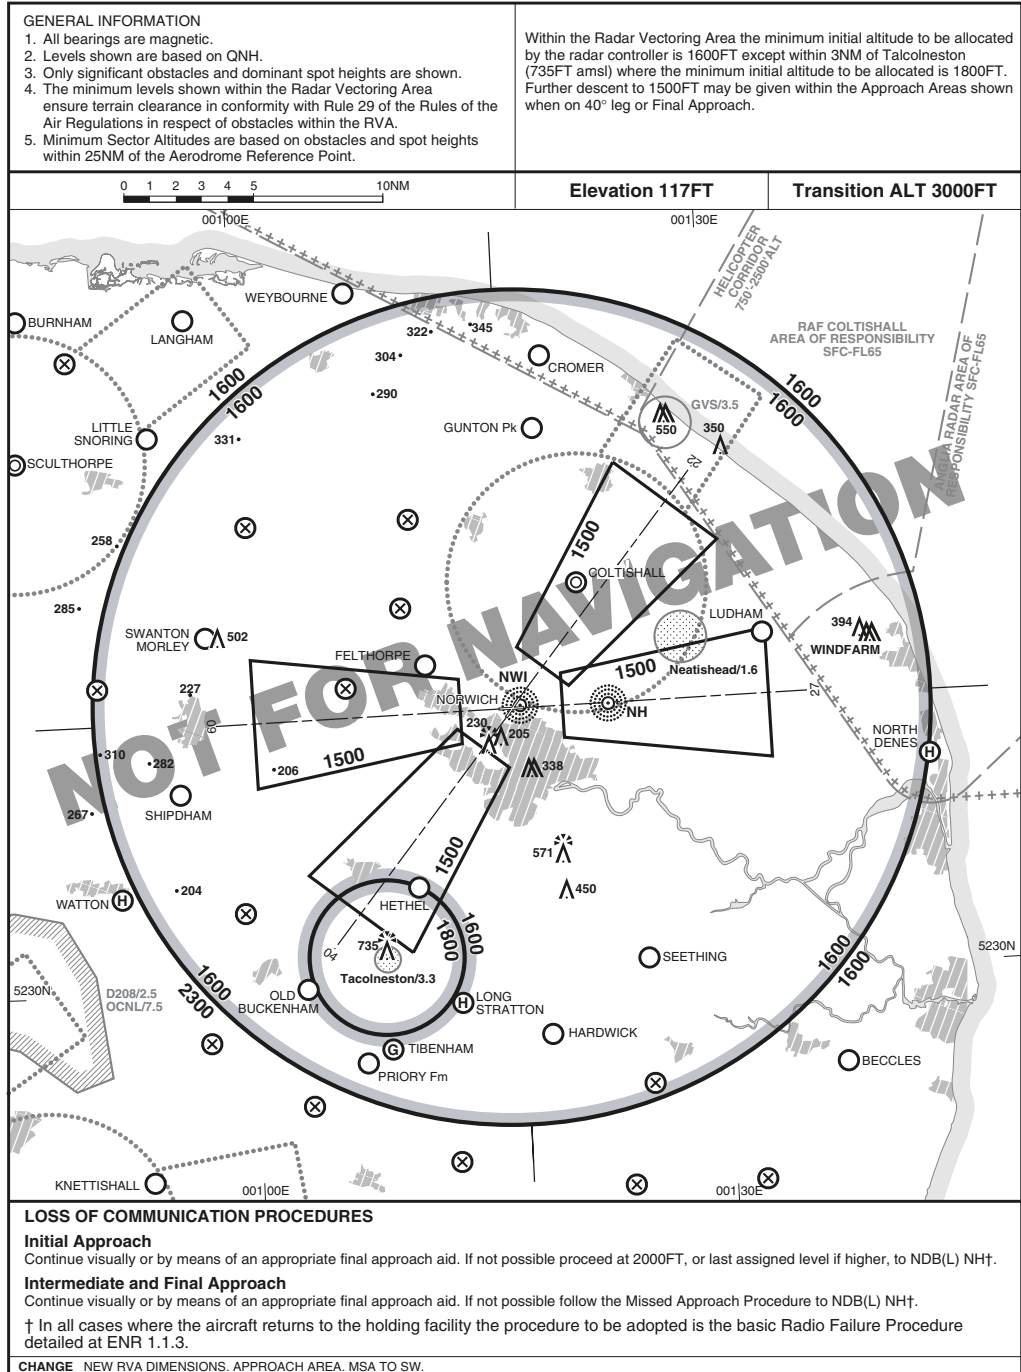 GENERAL INFORMATION
1. All bearings are magnetic.
2. Levels shown are based on QNH.
3. Only significant obstacles and dominant spot heights are shown.
4. The minimum levels shown within the Radar Vectoring Area
ensure terrain clearance in conformity with Rule 29 of the Rules of the
Air Regulations in respect of obstacles within the RVA.
5. Minimum Sector Altitudes are based on obstacles and spot heights
within 25NM of the Aerodrome Reference Point.
Within the Radar Vectoring Area the minimum initial altitude to be allocated
by the radar controller is 1600FT except within 3NM of Talcolneston
(735FT amsl) where the minimum initial altitude to be allocated is 1800FT.
Further descent to 1500FT may be given within the Approach Areas shown
when on 40° leg or Final Approach.
0 1 2 3 4 5 10NM
Elevation 117FT
Transition ALT 3000FT
001 00E
001 30E
HELICOPTER
CORRIDOR
750'-2500'ALT
WEYBOURNE
BURNHAM
LANGHAM
322
345
RAF COLTISHALL
AREA OF RESPONSIBILITY
SFC-FL65
ANGLIA RADAR AREA OF
RESPONSIBILITY SFC-FL65
304
CROMER
1600
1600
1600
1600
290
GVS/3.5
550
350
LITTLE
SNORING
331
GUNTON Pk
SCULTHORPE
22
NOT FOR NAVIGATION
258
1500
COLTISHALL
285
LUDHAM
394
WINDFARM
SWANTON
MORLEY
502
FELTHORPE
1500
Neatishead/1.6
NWI
227
NORWICH
NH
27
09
230
205
NORTH
DENES
H
310
282
206
1500
338
SHIPDHAM
267
1500
571
450
204
WATTON
H
HETHEL
1600
1800
735
04
SEETHING
1600
1600
5230N
Tacolneston/3.3
1600
2300
5230N
D208/2.5
OCNL/7.5
OLD
BUCKENHAM
H
LONG
STRATTON
HARDWICK
G
TIBENHAM
BECCLES
PRIORY Fm
KNETTISHALL
001 00E
001 30E
LOSS OF COMMUNICATION PROCEDURES
Initial Approach
Continue visually or by means of an appropriate final approach aid. If not possible proceed at 2000FT, or last assigned level if higher, to NDB(L) NH†.
Intermediate and Final Approach
Continue visually or by means of an appropriate final approach aid. If not possible follow the Missed Approach Procedure to NDB(L) NH†.
† In all cases where the aircraft returns to the holding facility the procedure to be adopted is the basic Radio Failure Procedure
detailed at ENR 1.1.3.
CHANGE NEW RVA DIMENSIONS. APPROACH AREA. MSA TO SW.